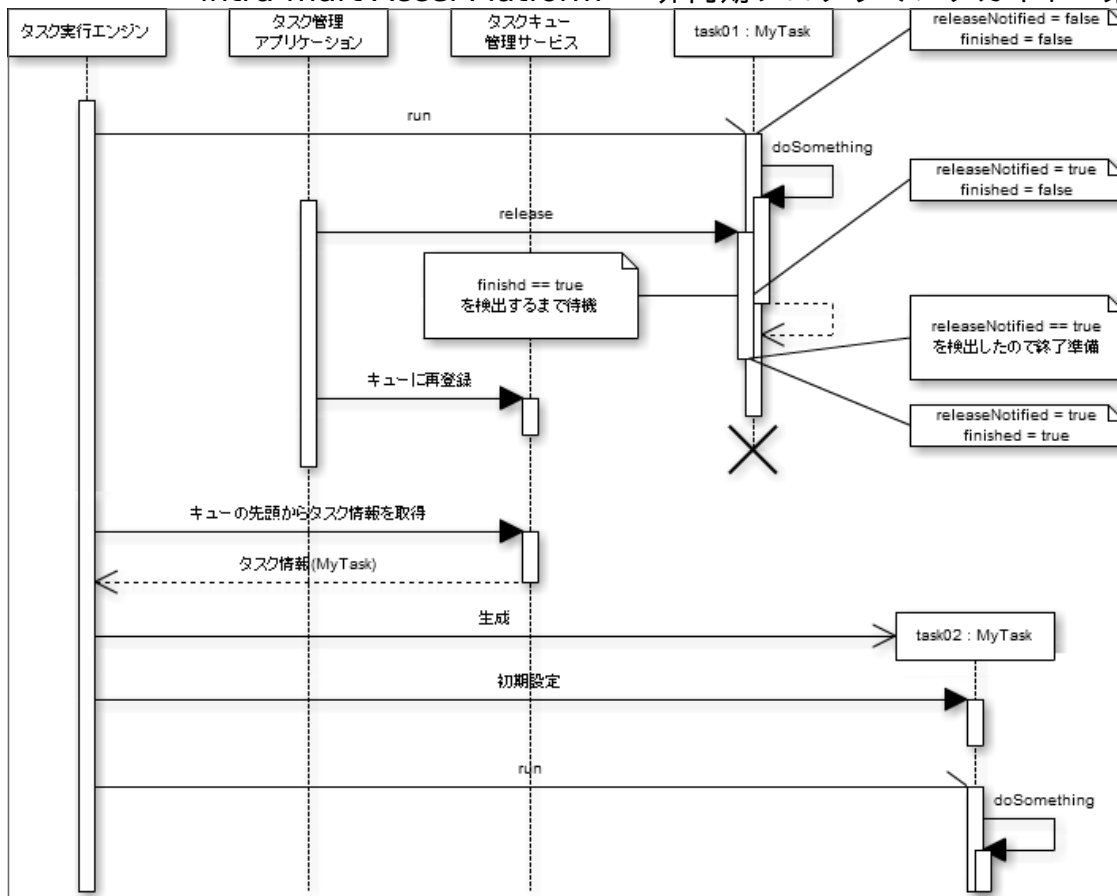 タスク実行エンジン
タスク管理
アプリケーション
タスクキュー
管理サービス
task01 : MyTask
releaseNotified = false
finished = false
run
doSomething
releaseNotified = true
finished = false
release
finishd == true
を検出するまで待機
releaseNotified == true
を検出したので終了準備
キューに再登録
releaseNotified = true
finished = true
キューの先頭からタスク情報を取得
タスク情報(MyTask)
生成
task02 : MyTask
初期設定
run
doSomething